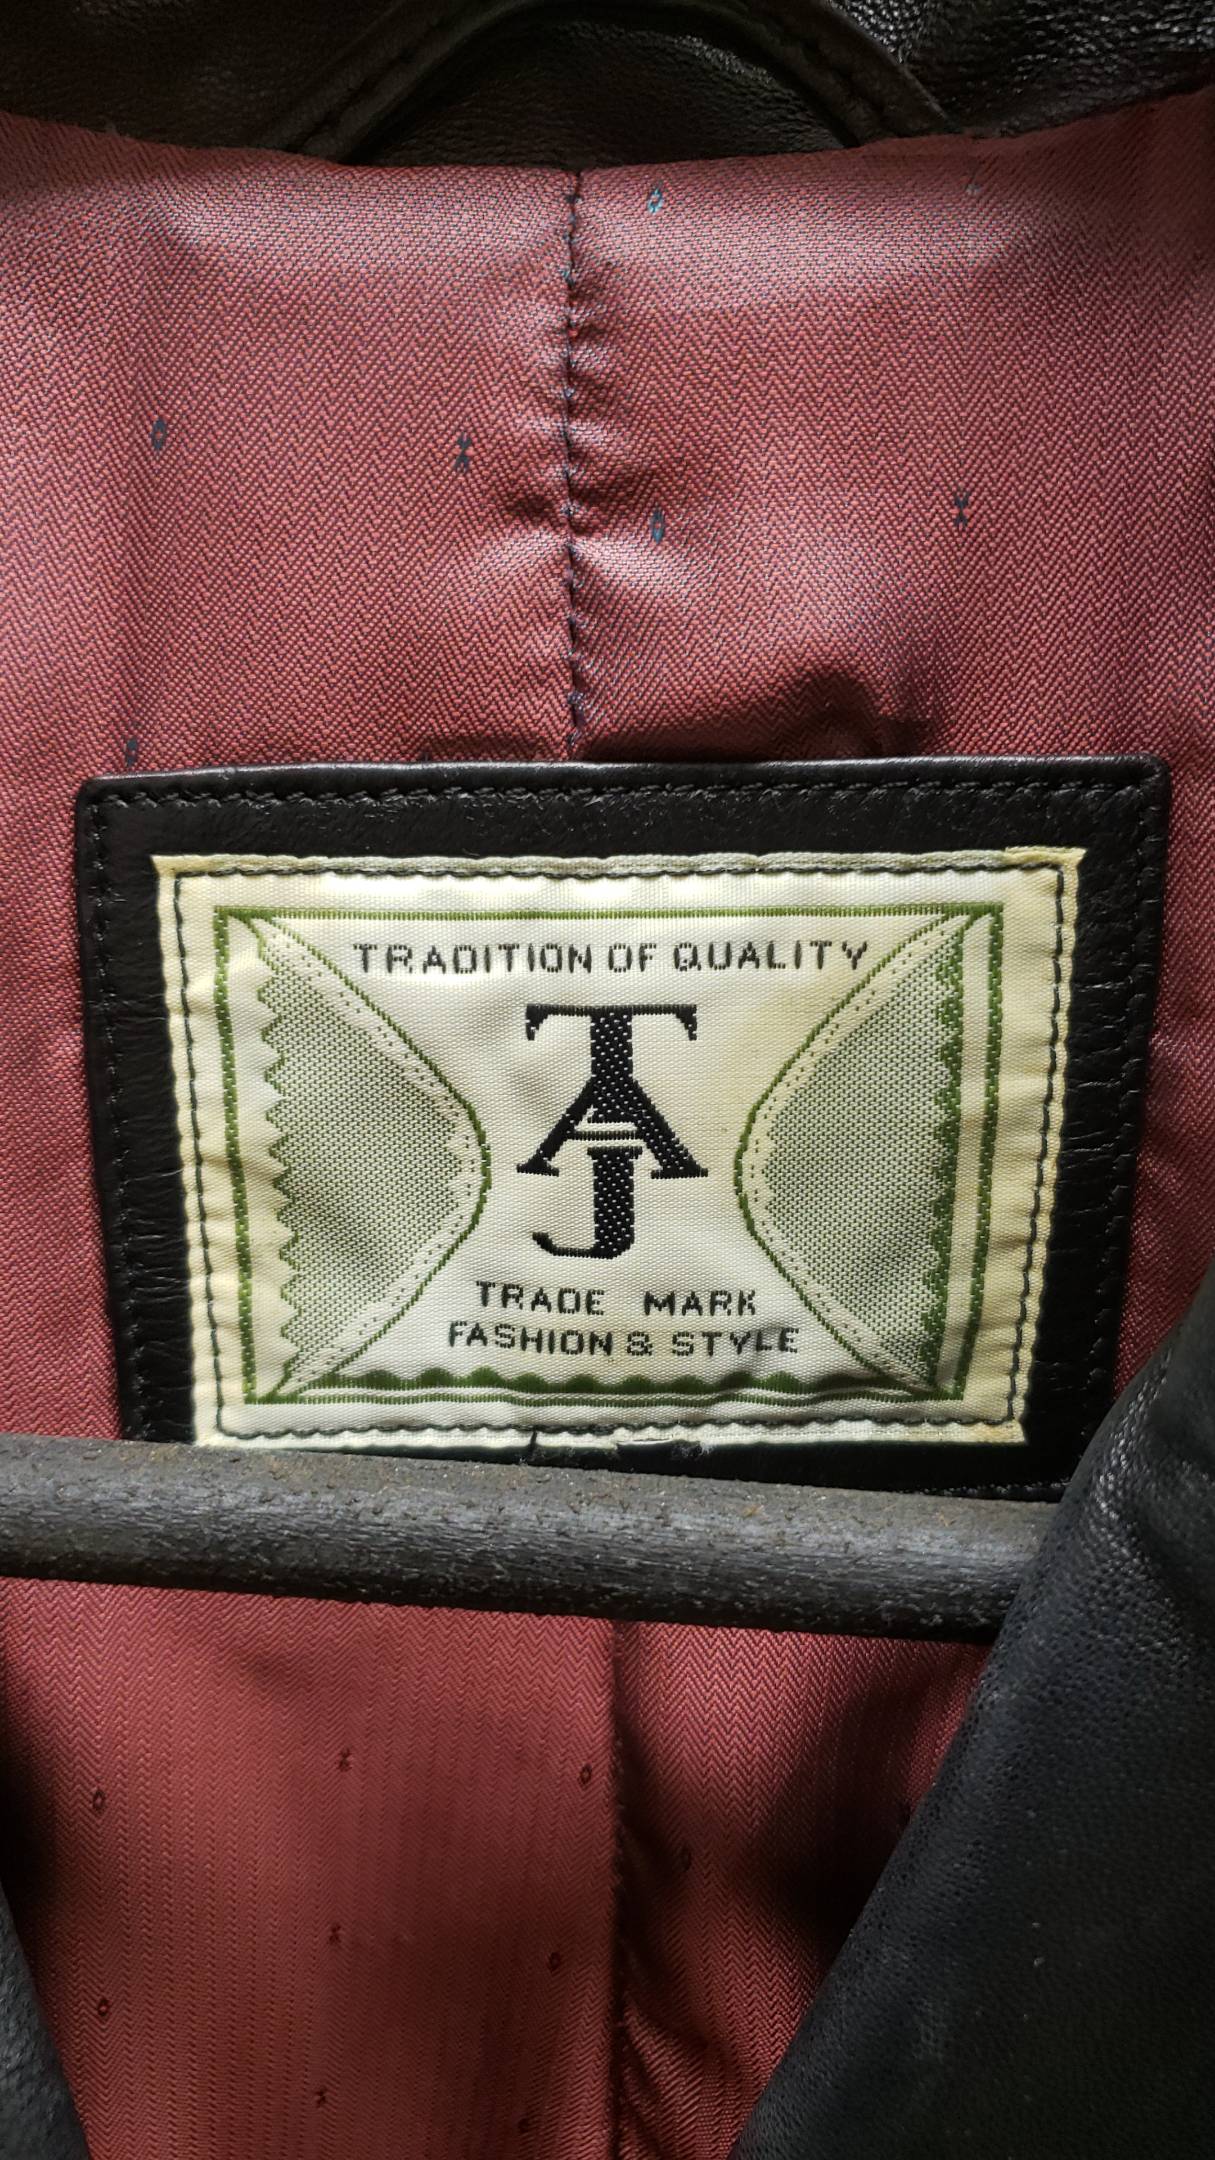 TRADITION OF QUALITY
TAJ
TRADE MARK
FASHION & STYLE